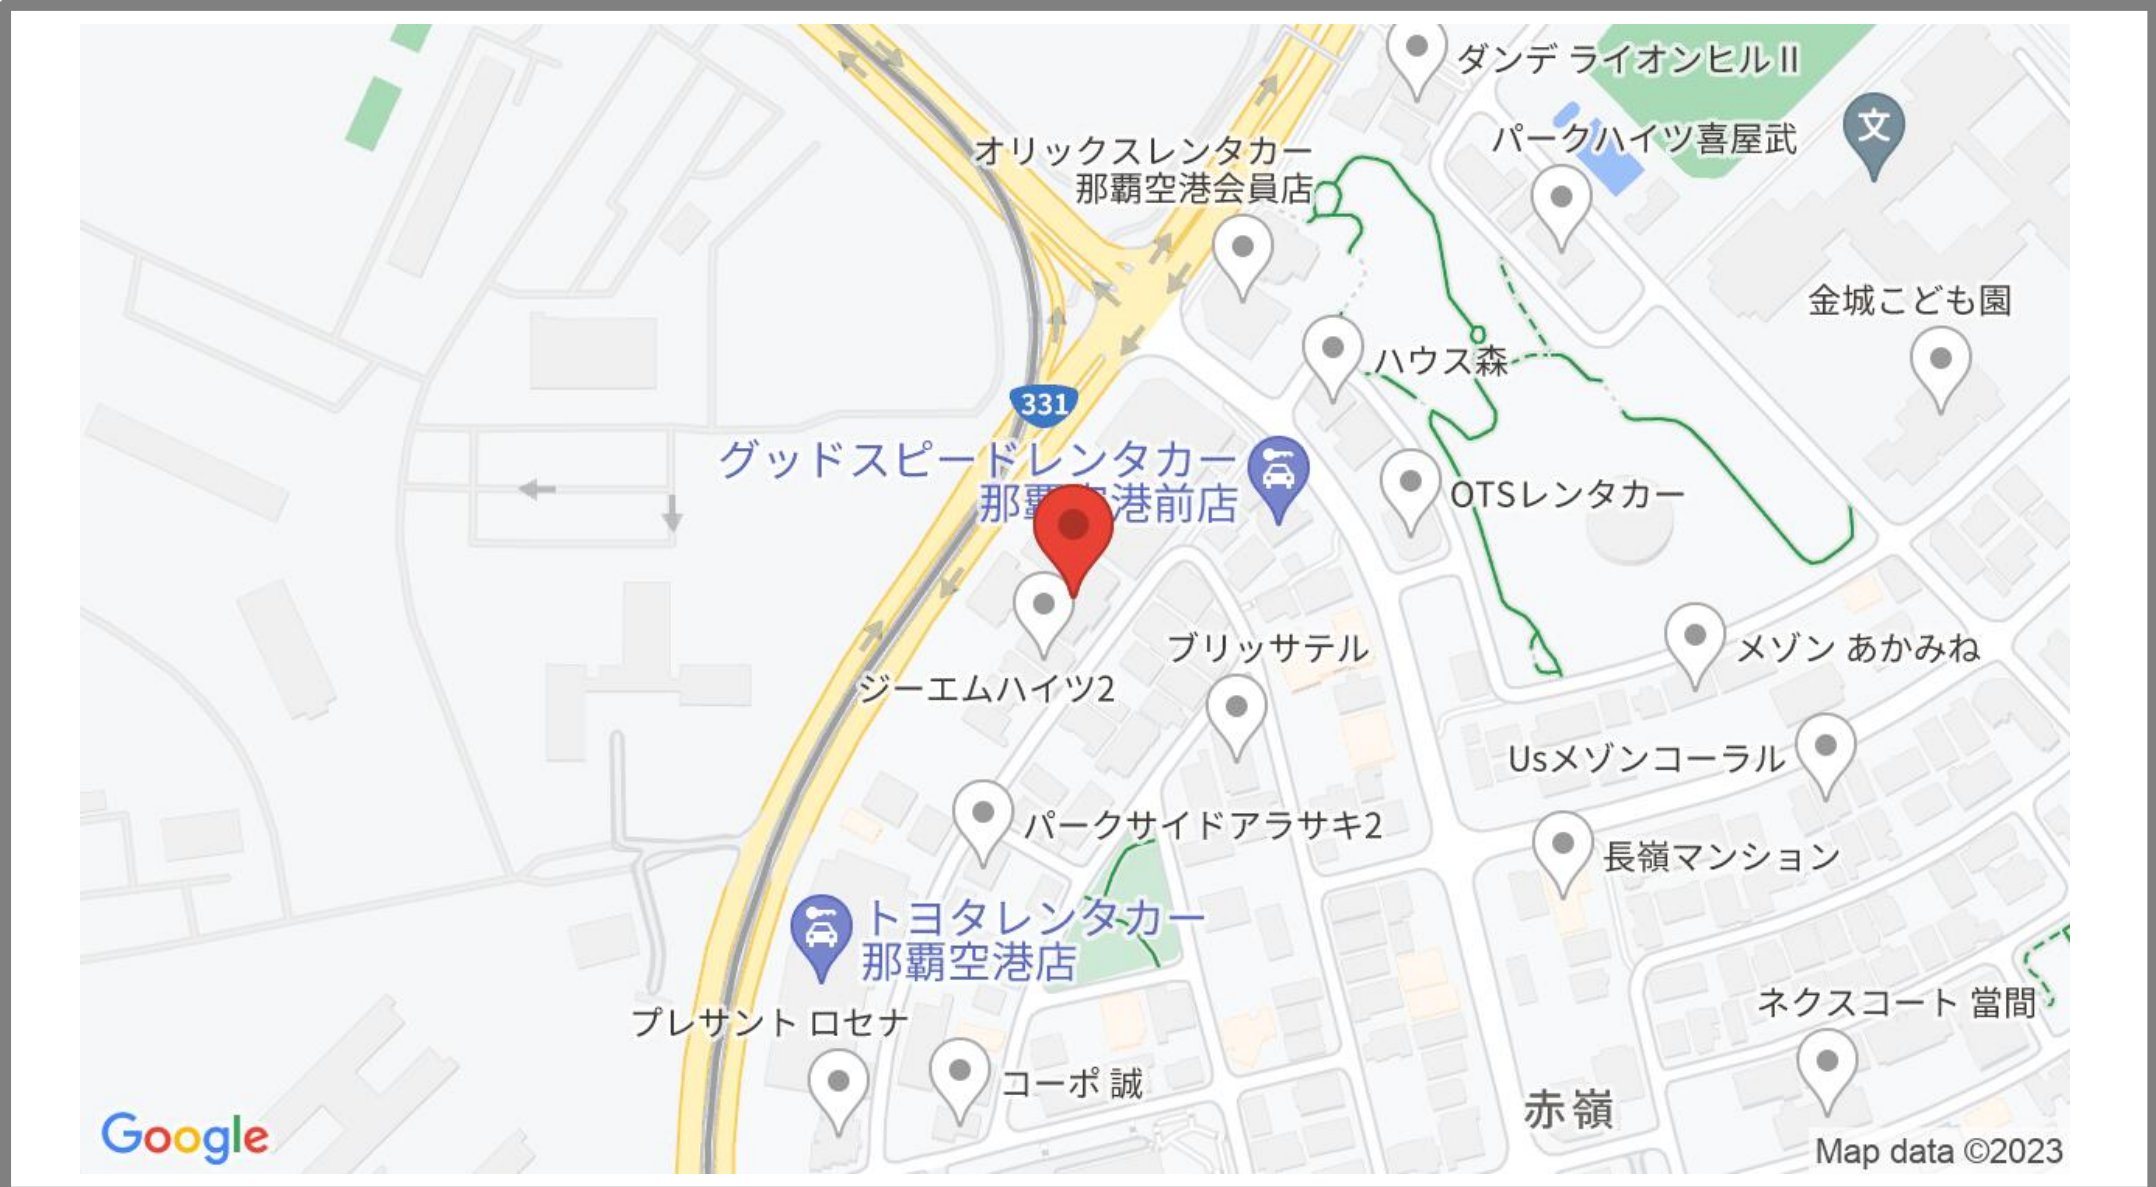 ダンデ ライオンヒルⅡ
パークハイツ喜屋武
文
オリックスレンタカー
那覇空港会員店
金城こども園
ハウス森
331
グッドスピードレンタカー
那覇空港前店
OTSレンタカー
ブリッサテル
メゾン あかみね
ジーエムハイツ2
Usメゾンコーラル
パークサイドアラサキ2
長嶺マンション
トヨタレンタカー
那覇空港店
ネクスコート 當間
プレサント ロセナ
コーポ 誠
赤嶺
Google
Map data ©2023